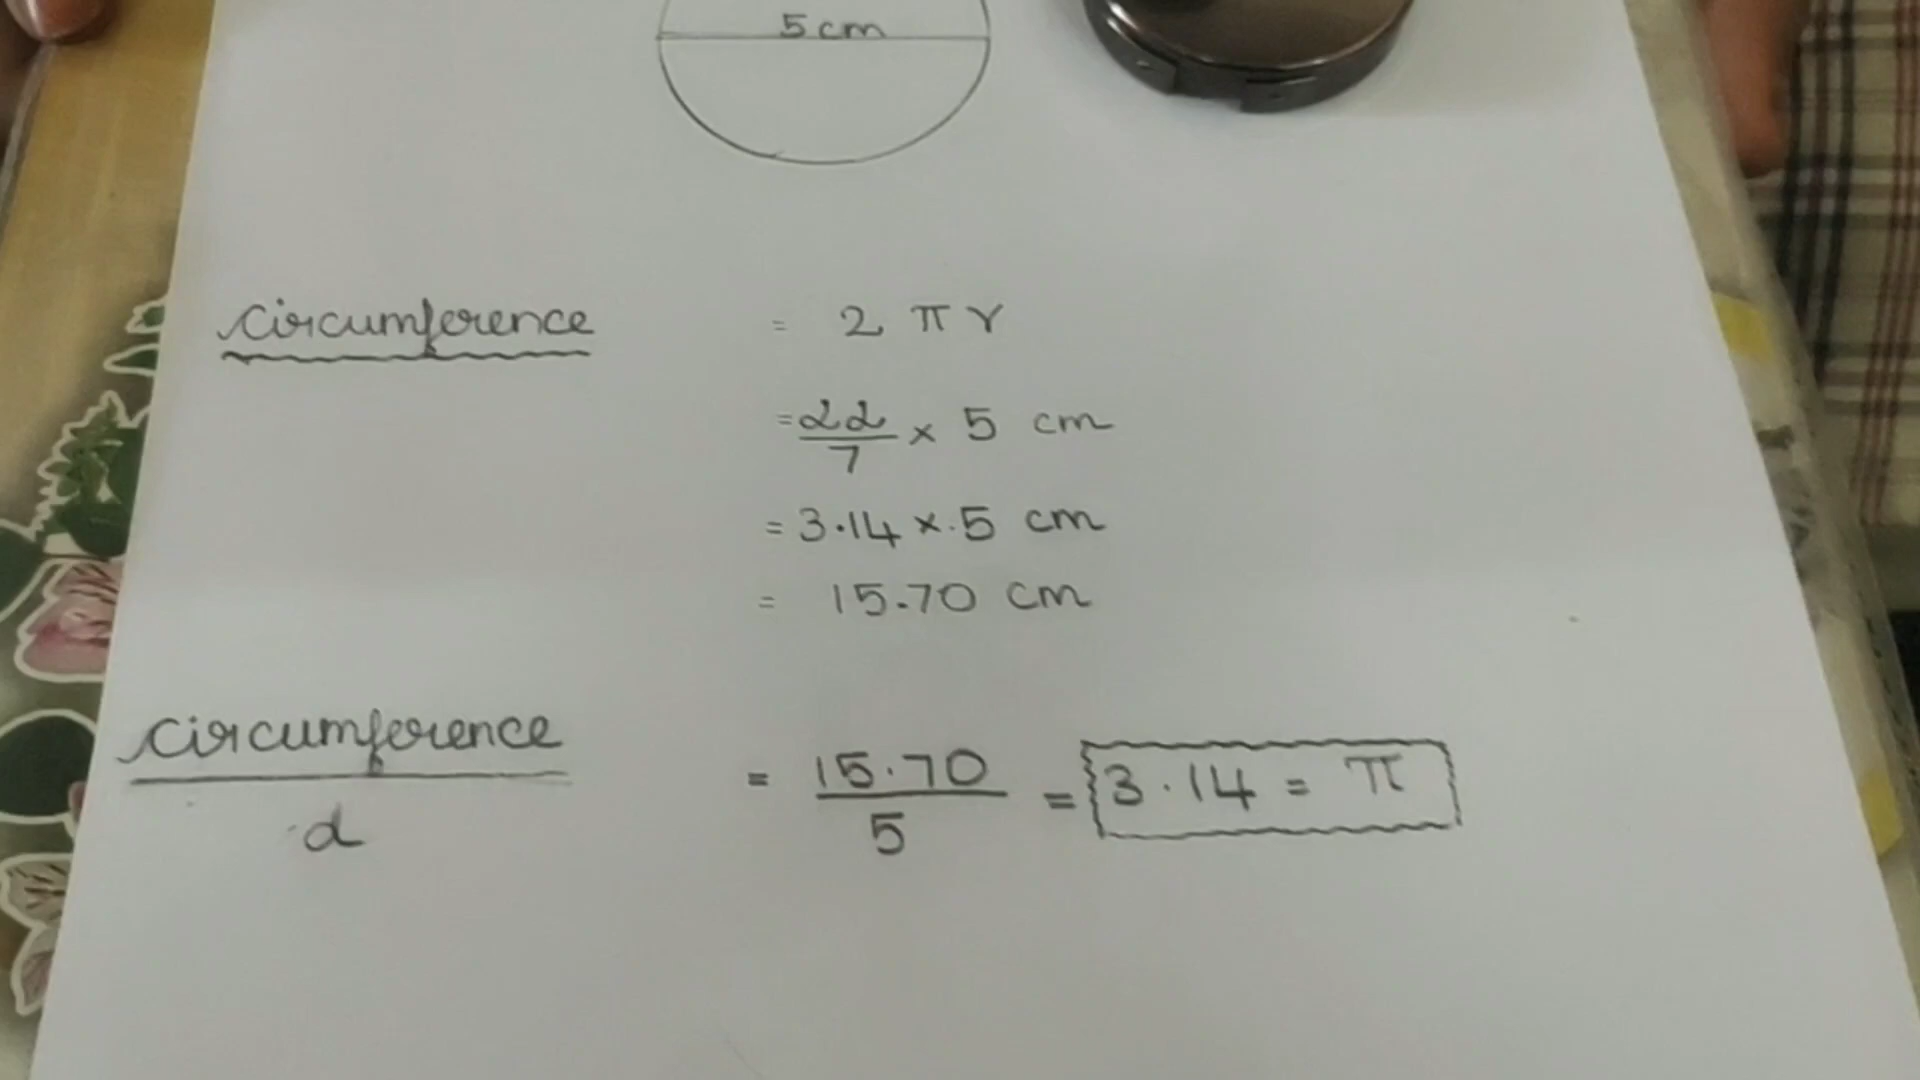 5 cm
circumference = 2 π r
= 22/7 × 5 cm
= 3.14 × 5 cm
= 15.70 cm
circumference/d = 15.70/5 = 3.14 = π